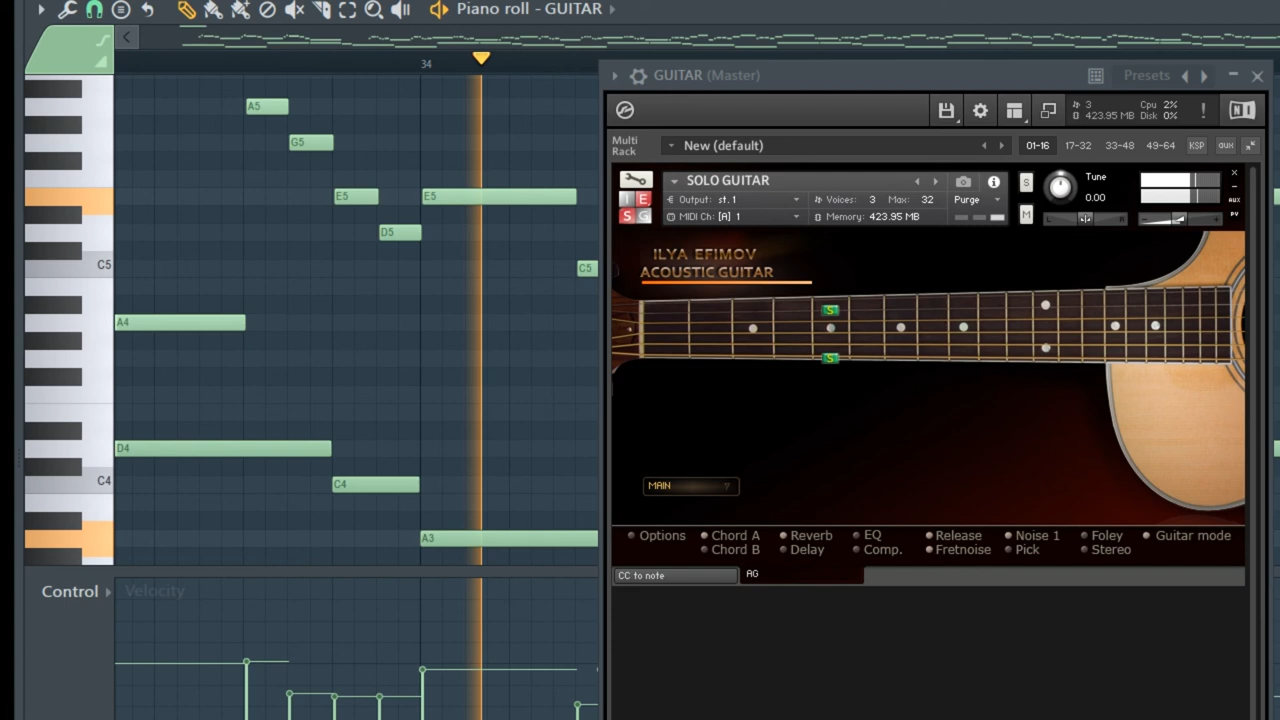 Piano roll - GUITAR
34
GUITAR (Master)
Presets
3
Cpu 2%
423.95 MB
Disk 0%
!
NI
Multi
Rack
New (default)
01-16
17-32
33-48
49-64
KSP
AUX
SOLO GUITAR
S
Tune
0.00
I E
S G
Output: st.1
Voices: 3
Max: 32
Purge
MIDI Ch: [A] 1
Memory: 423.95 MB
M
L
R
AUX
PV
A5
G5
E5
E5
D5
C5
C5
A4
D4
C4
C4
A3
ILYA EFIMOV
ACOUSTIC GUITAR
S
S
MAIN
Options
Chord A
Reverb
EQ
Release
Noise 1
Foley
Guitar mode
Chord B
Delay
Comp.
Fretnoise
Pick
Stereo
CC to note
AG
Control
Velocity